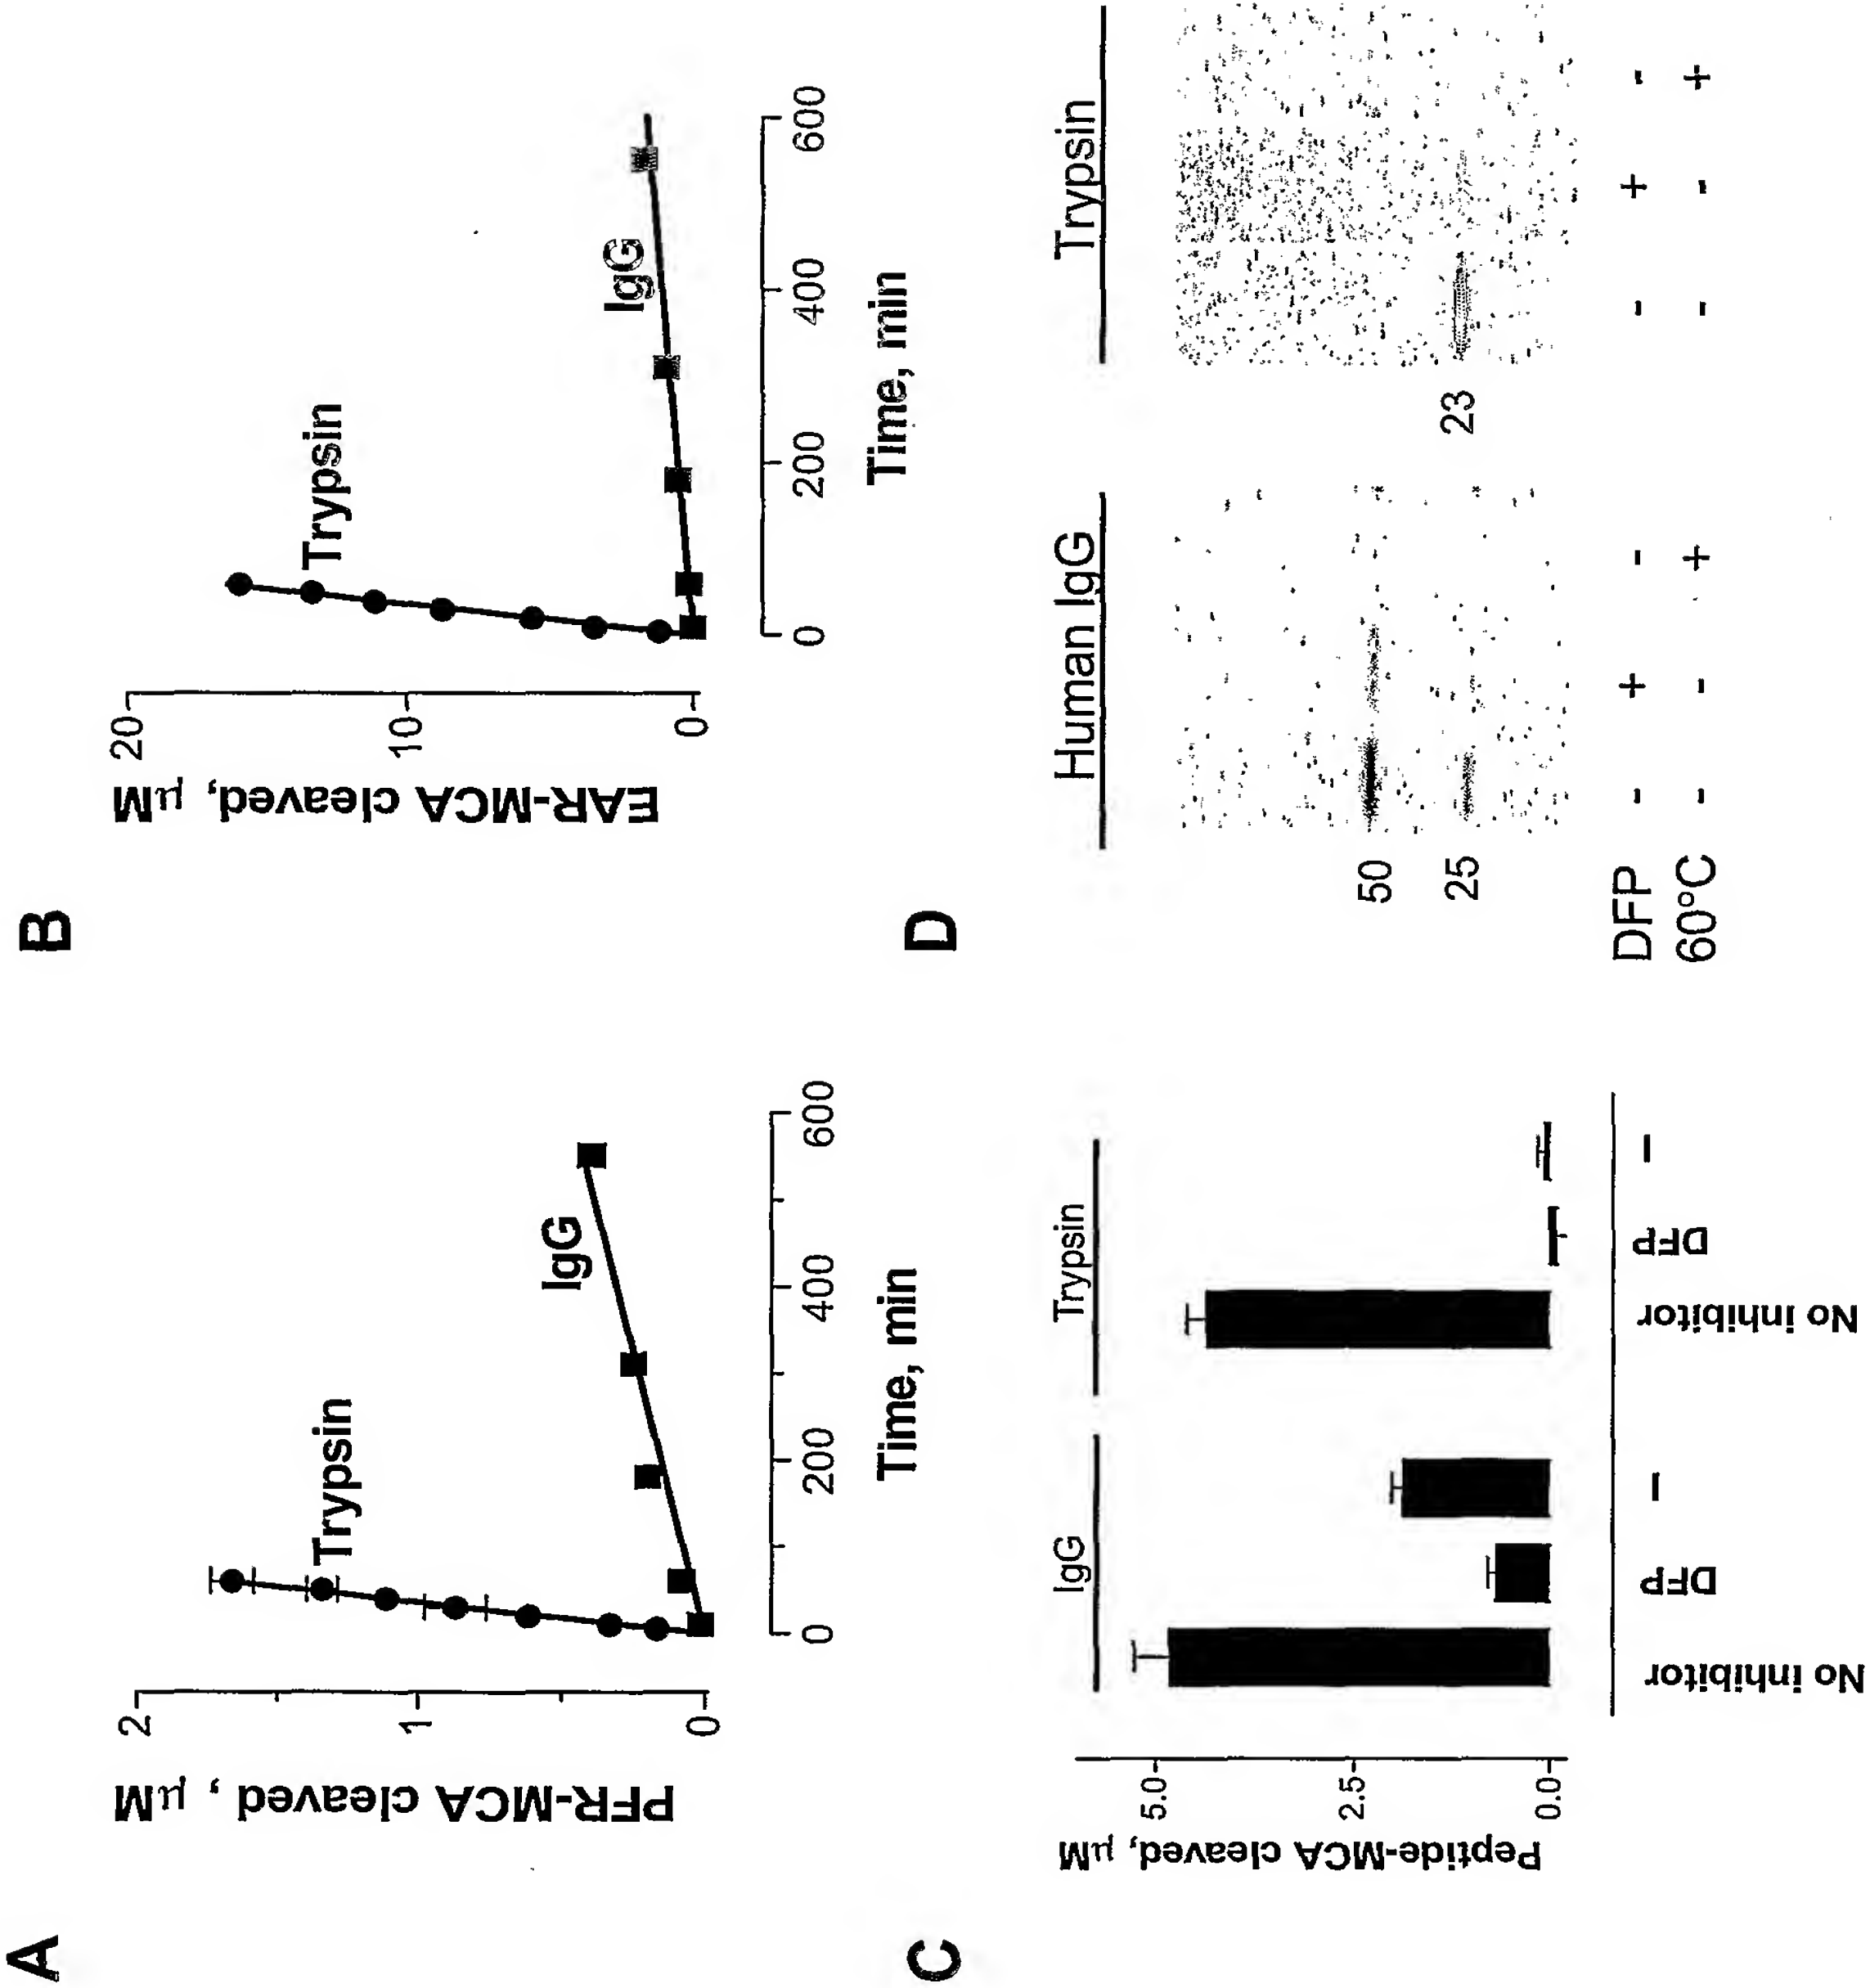 A
PFR-MCA cleaved , μM
2
1
0
Trypsin
IgG
0 200 400 600
Time, min
B
EAR-MCA cleaved, μM
20
10
0
Trypsin
IgG
0 200 400 600
Time, min
C
Peptide-MCA cleaved, μM
5.0
2.5
0.0
IgG Trypsin
No inhibitor DFP I No inhibitor DFP I
D
Human IgG Trypsin
50
25
23
DFP - + - - + -
60°C - - + - - +